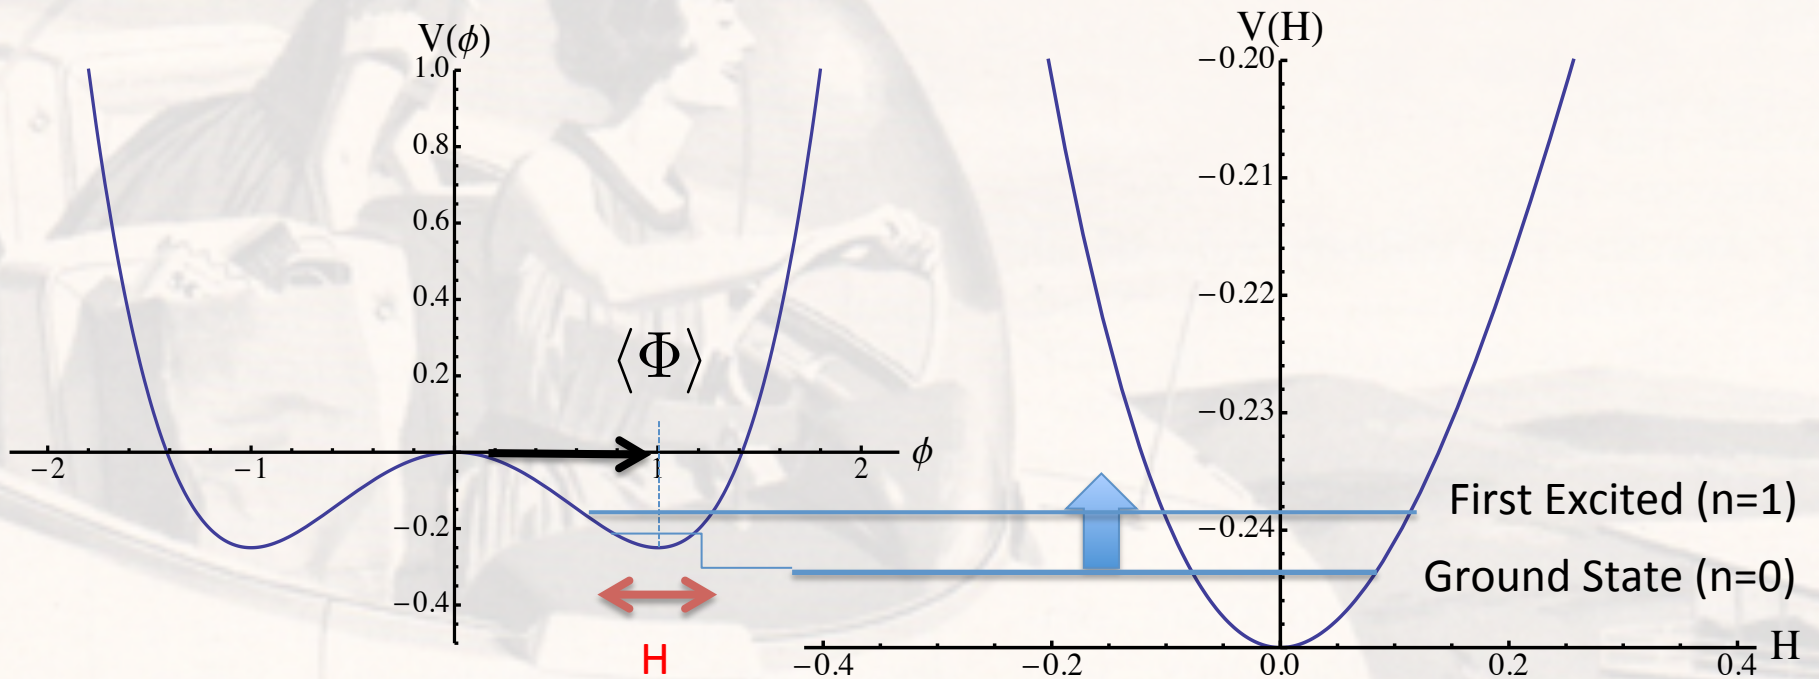 V(ϕ)
1.0
0.8
0.6
0.4
0.2
−0.2
−0.4
−2
−1
1
2
ϕ
⟨Φ⟩
H
V(H)
−0.20
−0.21
−0.22
−0.23
−0.24
−0.4
−0.2
0.0
0.2
0.4
H
First Excited (n=1)
Ground State (n=0)